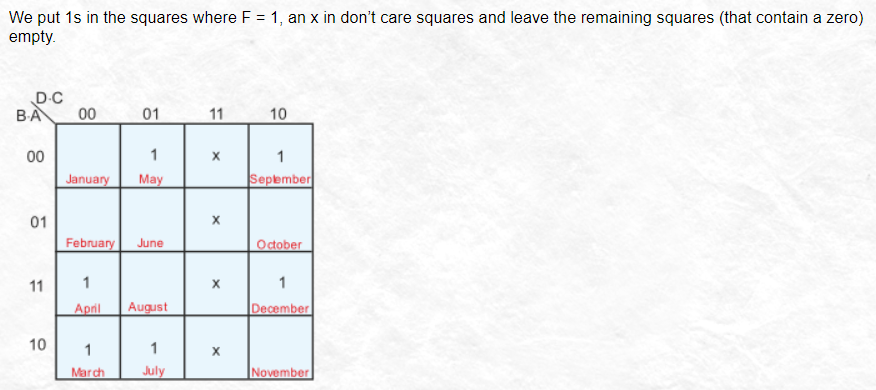 We put 1s in the squares where F = 1, an x in don't care squares and leave the remaining squares (that contain a zero)
empty.
D·C
B·A 00 01 11 10
00 1 x 1
January May September
01 x
February June October
11 1 x 1
April August December
10 1 1 x
March July November